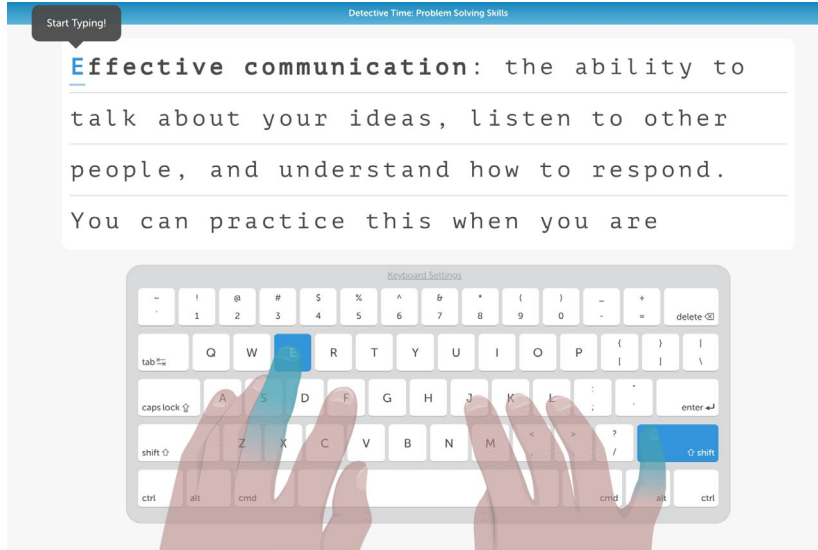 Detective Time: Problem Solving Skills
Start Typing!
Effective communication: the ability to
talk about your ideas, listen to other
people, and understand how to respond.
You can practice this when you are
Keyboard Settings
~ ! @ # $ % ^ & * ( ) _ +
` 1 2 3 4 5 6 7 8 9 0 - = delete
tab Q W E R T Y U I O P { [ } ] | \
caps lock A S D F G H J K L : ; " ' enter
shift Z X C V B N M < , > . ? / shift
ctrl alt cmd cmd alt ctrl